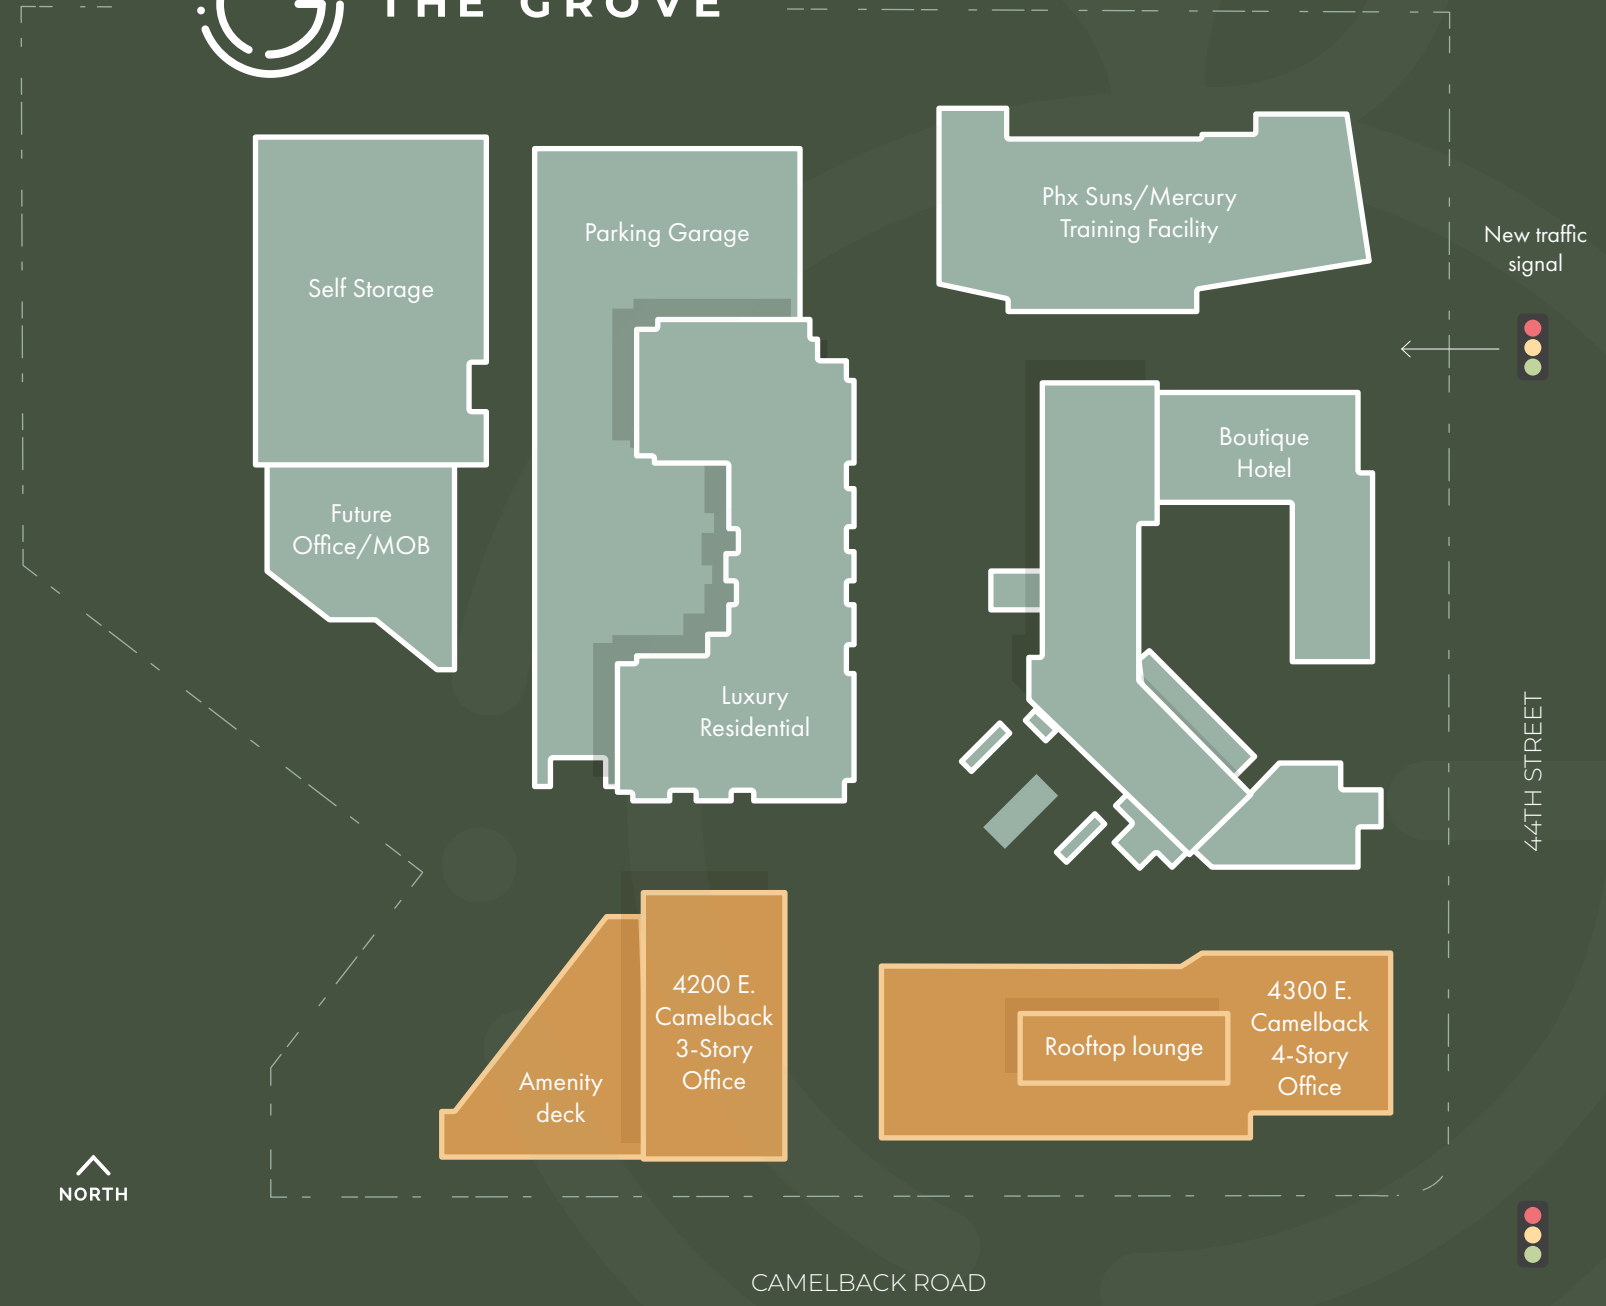 THE GROVE
Phx Suns/Mercury
Training Facility
Parking Garage
New traffic
signal
Self Storage
Boutique
Hotel
Future
Office/MOB
Luxury
Residential
44TH STREET
4200 E.
Camelback
3-Story
Office
4300 E.
Camelback
4-Story
Office
Rooftop lounge
Amenity
deck
NORTH
CAMELBACK ROAD